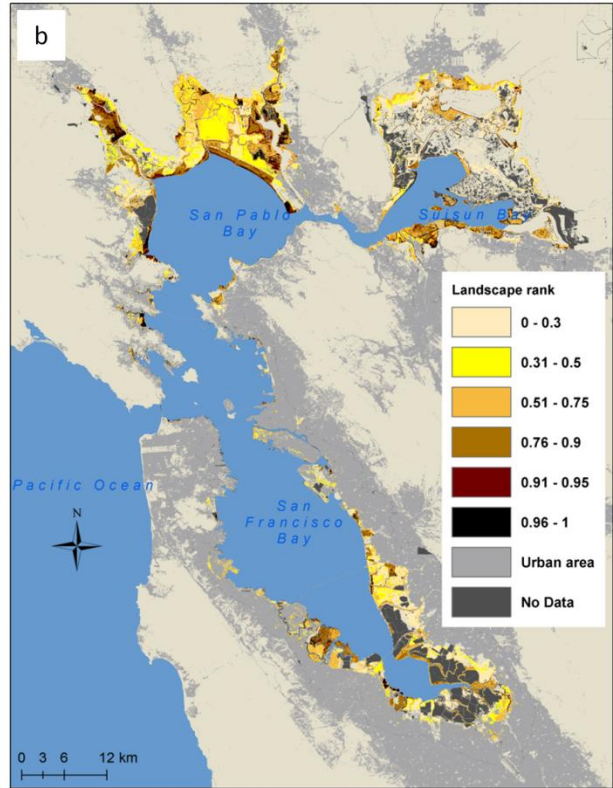 b
San Pablo
Bay
Suisun Bay
Landscape rank
0 - 0.3
0.31 - 0.5
0.51 - 0.75
0.76 - 0.9
0.91 - 0.95
0.96 - 1
Urban area
No Data
Pacific Ocean
N
San
Francisco
Bay
0 3 6 12 km